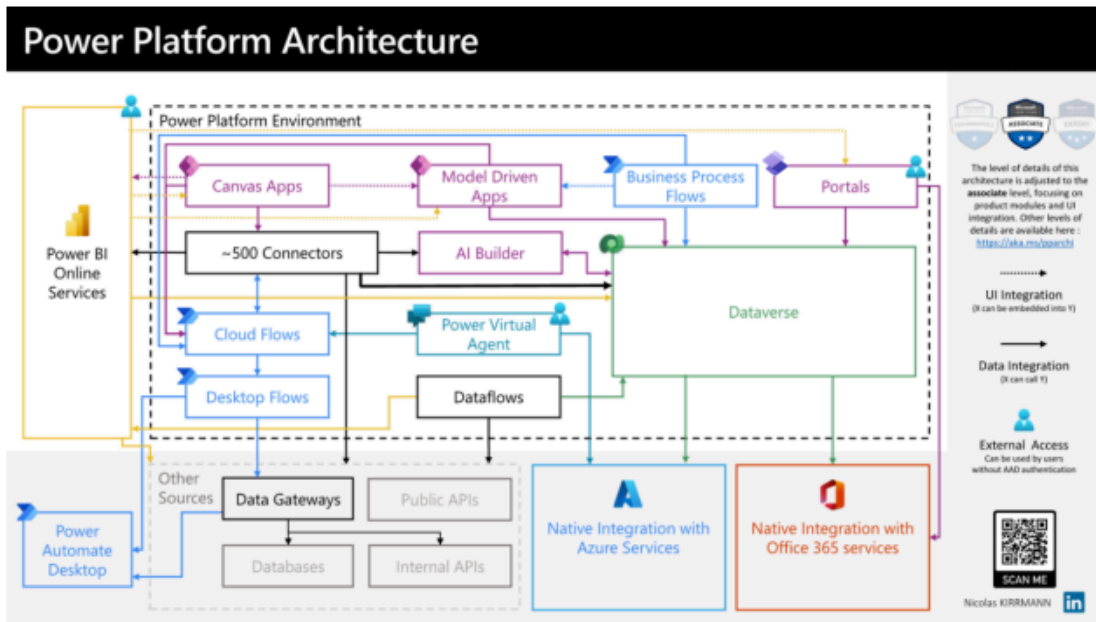 Power Platform Architecture
Power Platform Environment
Power BI
Online
Services
Canvas Apps
Model Driven
Apps
Business Process
Flows
Portals
~500 Connectors
AI Builder
Dataverse
Cloud Flows
Power Virtual
Agent
Desktop Flows
Dataflows
Other
Sources
Data Gateways
Public APIs
Databases
Internal APIs
Power
Automate
Desktop
Native Integration with
Azure Services
Native Integration with
Office 365 services
ASSOCIATE
The level of details of this
architecture is adjusted to the
associate level, focusing on
product modules and UI
integration. Other levels of
details are available here :
https://aka.ms/pparchi
UI Integration
(X can be embedded into Y)
Data Integration
(X can call Y)
External Access
Can be used by users
without AAD authentication
SCAN ME
Nicolas KIRRMANN
in